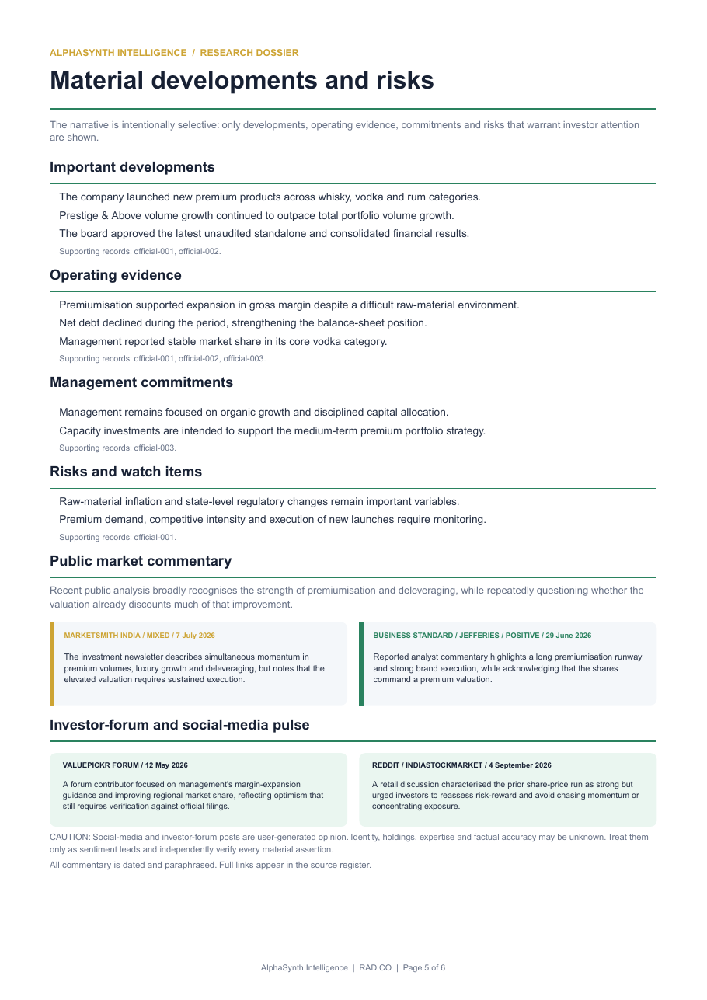 ALPHASYNTH INTELLIGENCE / RESEARCH DOSSIER
Material developments and risks
The narrative is intentionally selective: only developments, operating evidence, commitments and risks that warrant investor attention
are shown.
Important developments
The company launched new premium products across whisky, vodka and rum categories.
Prestige & Above volume growth continued to outpace total portfolio volume growth.
The board approved the latest unaudited standalone and consolidated financial results.
Supporting records: official-001, official-002.
Operating evidence
Premiumisation supported expansion in gross margin despite a difficult raw-material environment.
Net debt declined during the period, strengthening the balance-sheet position.
Management reported stable market share in its core vodka category.
Supporting records: official-001, official-002, official-003.
Management commitments
Management remains focused on organic growth and disciplined capital allocation.
Capacity investments are intended to support the medium-term premium portfolio strategy.
Supporting records: official-003.
Risks and watch items
Raw-material inflation and state-level regulatory changes remain important variables.
Premium demand, competitive intensity and execution of new launches require monitoring.
Supporting records: official-001.
Public market commentary
Recent public analysis broadly recognises the strength of premiumisation and deleveraging, while repeatedly questioning whether the
valuation already discounts much of that improvement.
MARKETSMITH INDIA / MIXED / 7 July 2026
The investment newsletter describes simultaneous momentum in
premium volumes, luxury growth and deleveraging, but notes that the
elevated valuation requires sustained execution.
BUSINESS STANDARD / JEFFERIES / POSITIVE / 29 June 2026
Reported analyst commentary highlights a long premiumisation runway
and strong brand execution, while acknowledging that the shares
command a premium valuation.
Investor-forum and social-media pulse
VALUEPICKR FORUM / 12 May 2026
A forum contributor focused on management's margin-expansion
guidance and improving regional market share, reflecting optimism that
still requires verification against official filings.
REDDIT / INDIASTOCKMARKET / 4 September 2026
A retail discussion characterised the prior share-price run as strong but
urged investors to reassess risk-reward and avoid chasing momentum or
concentrating exposure.
CAUTION: Social-media and investor-forum posts are user-generated opinion. Identity, holdings, expertise and factual accuracy may be unknown. Treat them
only as sentiment leads and independently verify every material assertion.
All commentary is dated and paraphrased. Full links appear in the source register.
AlphaSynth Intelligence | RADICO | Page 5 of 6